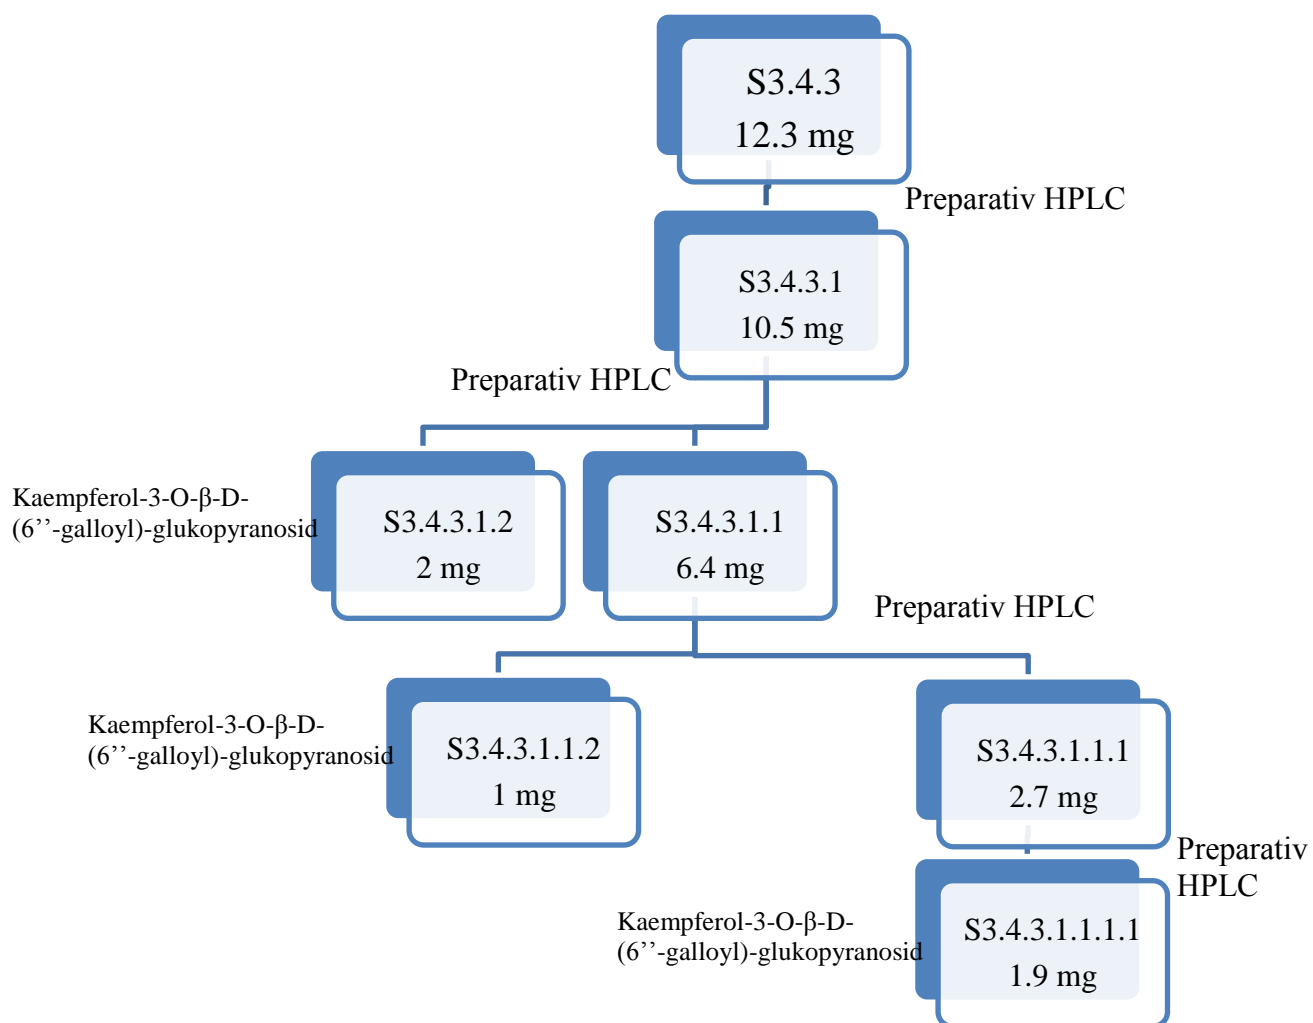 S3.4.3
12.3 mg
Preparativ HPLC
S3.4.3.1
10.5 mg
Preparativ HPLC
Kaempferol-3-O-β-D-
(6’’-galloyl)-glukopyranosid
S3.4.3.1.2
2 mg
S3.4.3.1.1
6.4 mg
Preparativ HPLC
Kaempferol-3-O-β-D-
(6’’-galloyl)-glukopyranosid
S3.4.3.1.1.2
1 mg
S3.4.3.1.1.1
2.7 mg
Preparativ
HPLC
Kaempferol-3-O-β-D-
(6’’-galloyl)-glukopyranosid
S3.4.3.1.1.1.1
1.9 mg